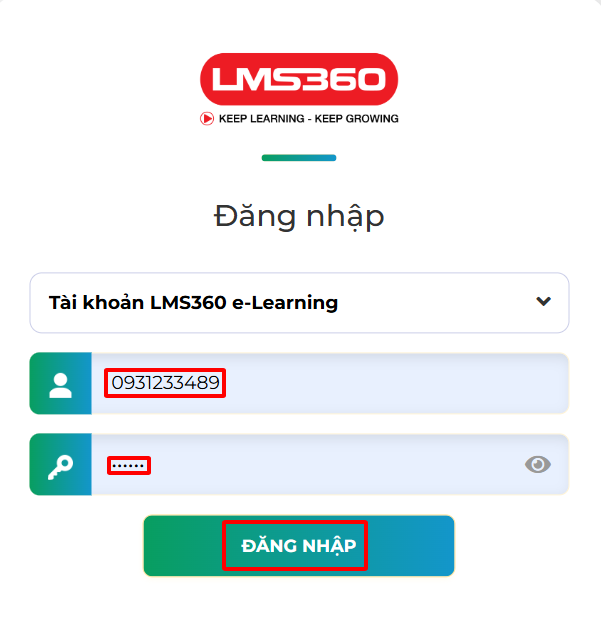 LMS360
KEEP LEARNING - KEEP GROWING
Đăng nhập
Tài khoản LMS360 e-Learning
0931233489
••••••
ĐĂNG NHẬP